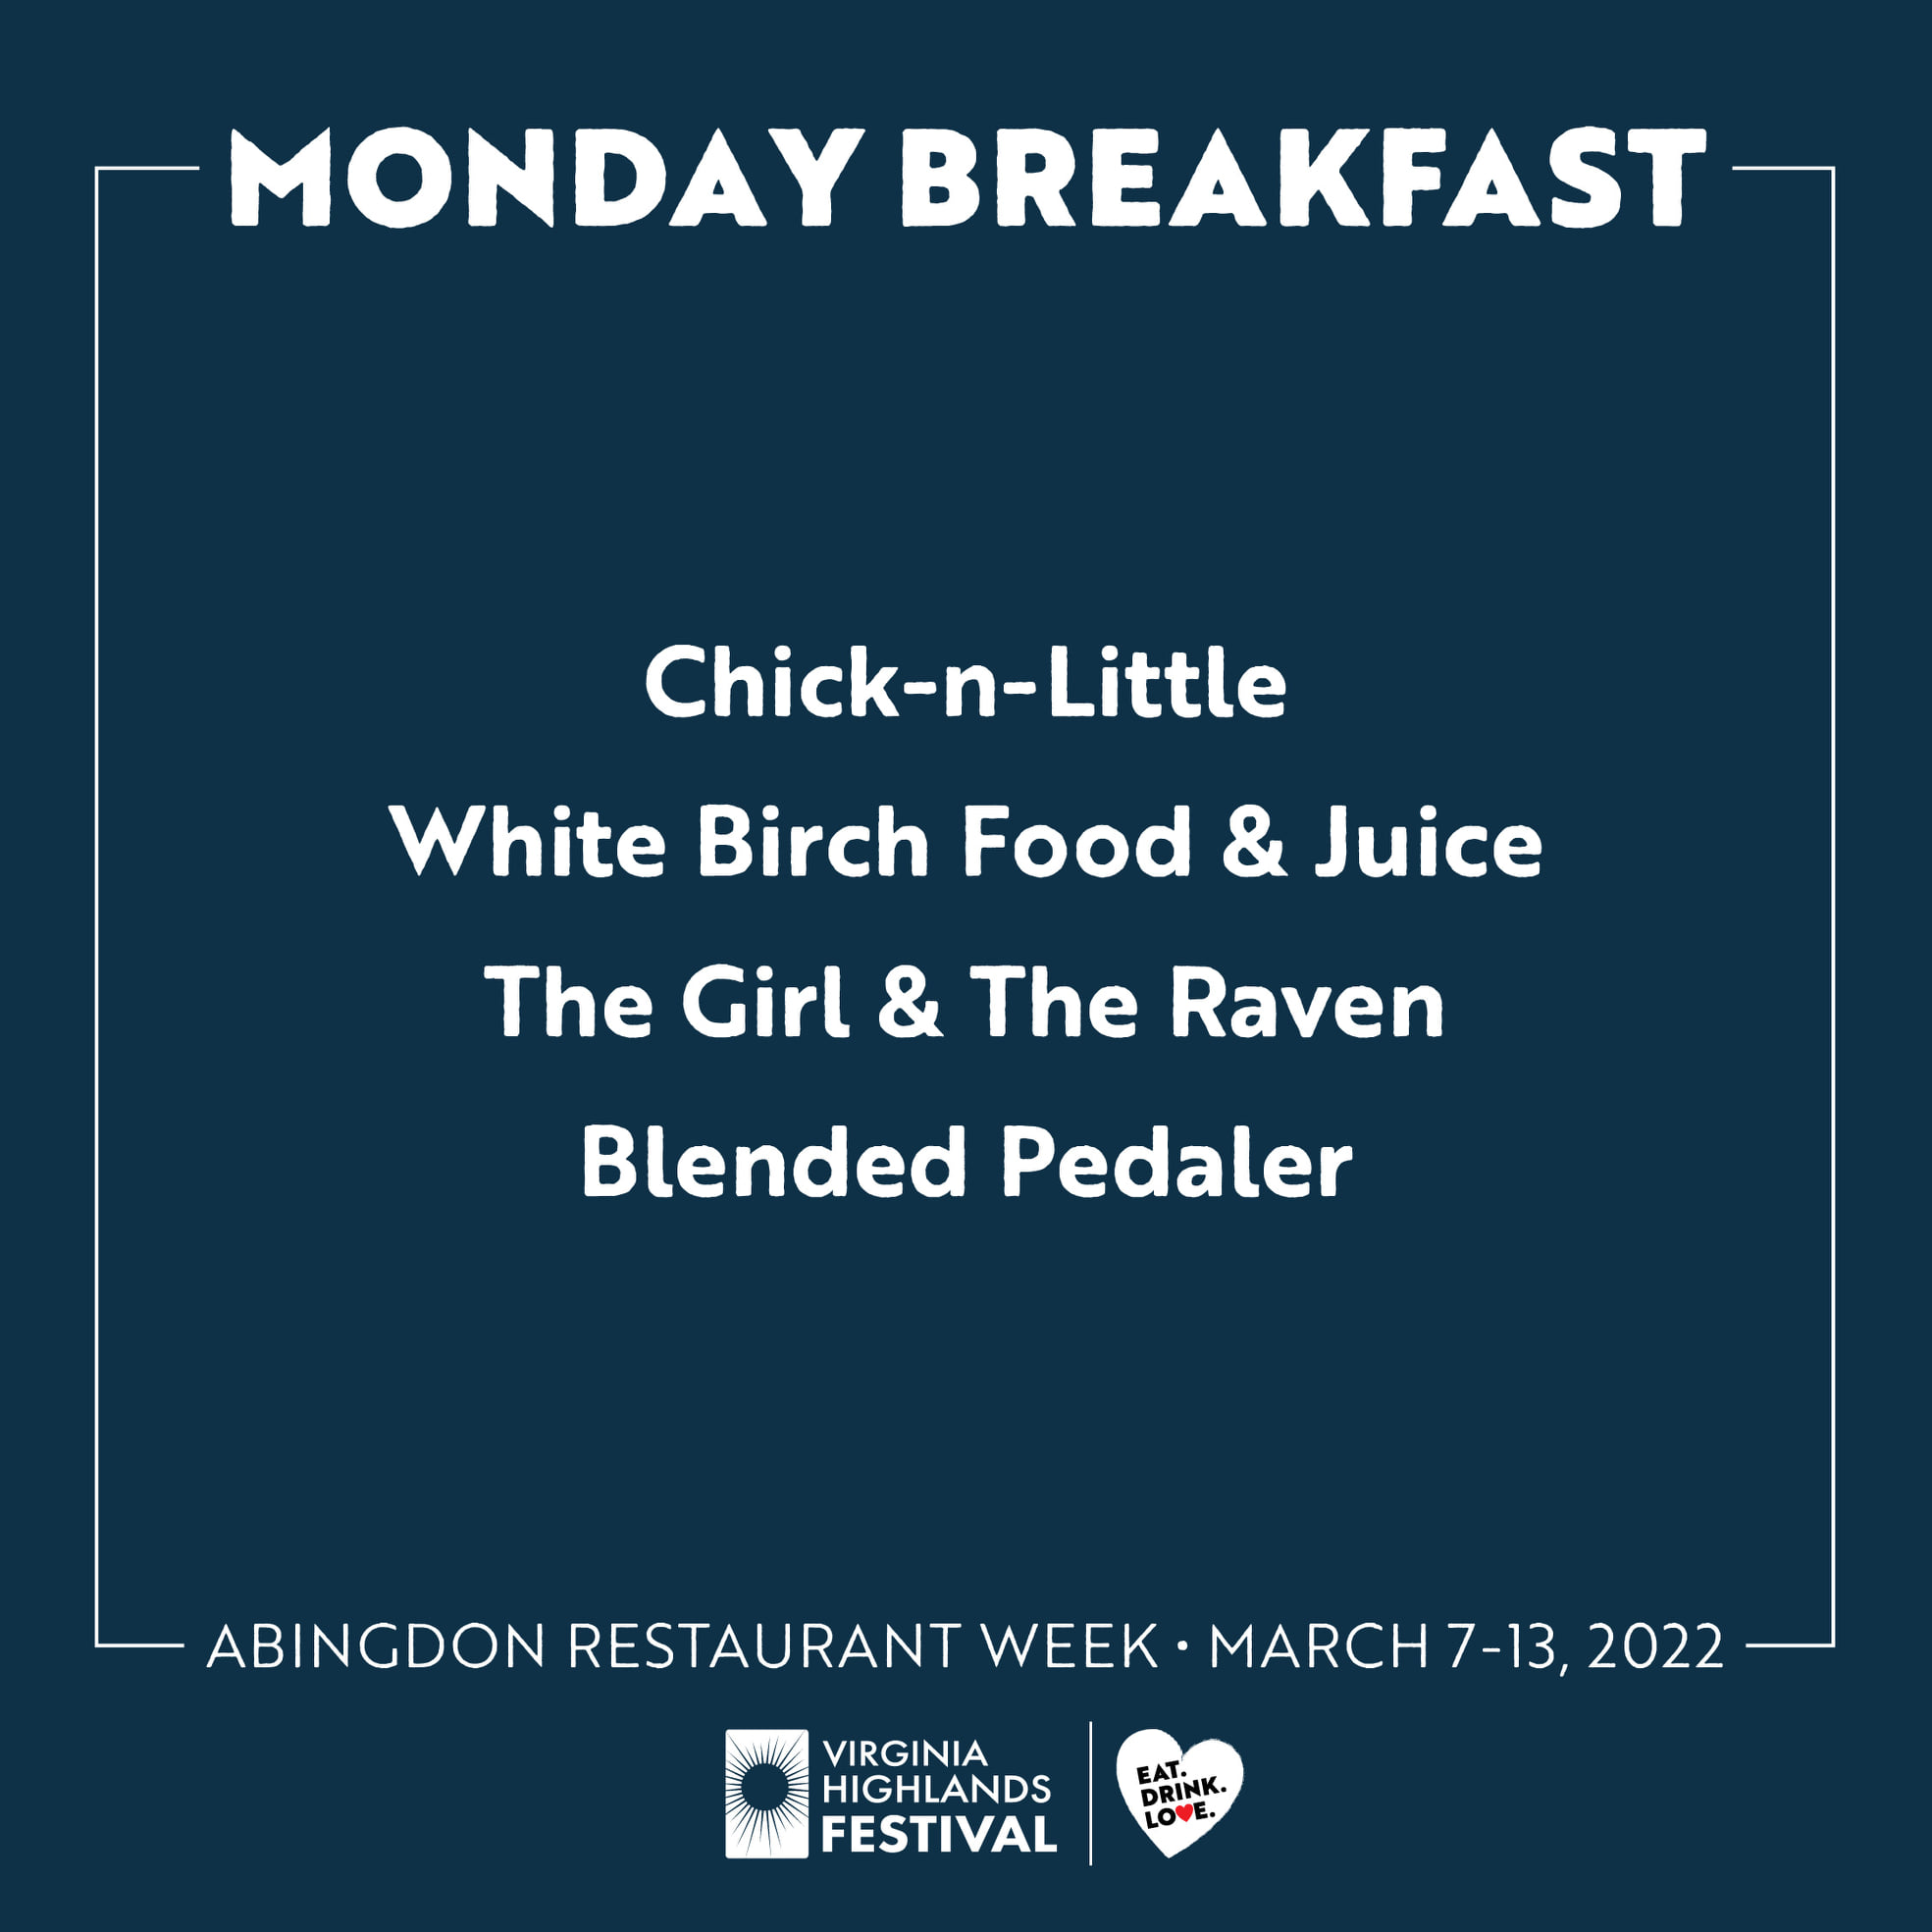 MONDAY BREAKFAST
Chick-n-Little
White Birch Food & Juice
The Girl & The Raven
Blended Pedaler
ABINGDON RESTAURANT WEEK • MARCH 7-13, 2022
VIRGINIA
HIGHLANDS
FESTIVAL
EAT.
DRINK.
LO♥E.